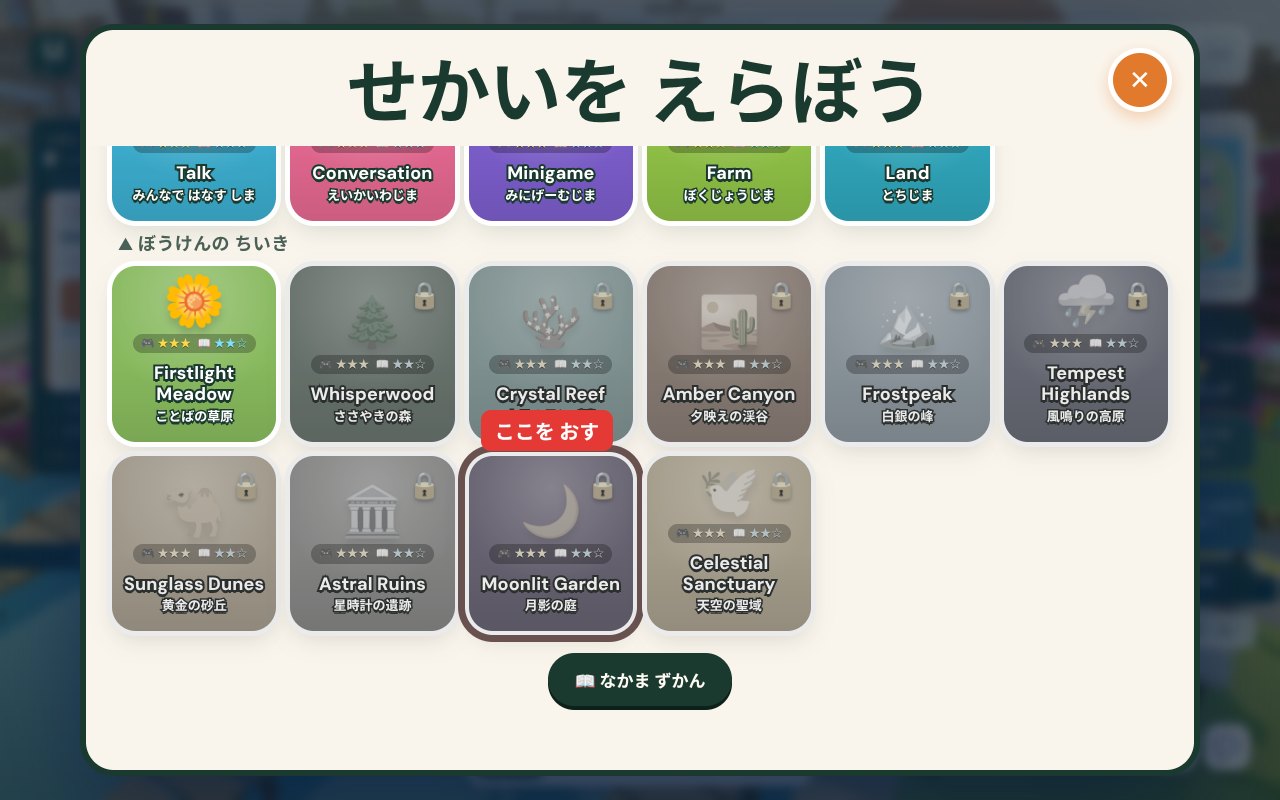 せかいを えらぼう
Talk
みんなで はなす しま
Conversation
えいかいわじま
Minigame
みにげーむじま
Farm
ぼくじょうじま
Land
とちじま
▲ ぼうけんの ちいき
★★★ ★★☆
Firstlight
Meadow
ことばの草原
★★★ ★★☆
Whisperwood
ささやきの森
★★★ ★★☆
Crystal Reef
★★★ ★★☆
Amber Canyon
夕映えの渓谷
★★★ ★★☆
Frostpeak
白銀の峰
★★★ ★★☆
Tempest
Highlands
風鳴りの高原
ここを おす
★★★ ★★☆
Sunglass Dunes
黄金の砂丘
★★★ ★★☆
Astral Ruins
星時計の遺跡
★★★ ★★☆
Moonlit Garden
月影の庭
★★★ ★★☆
Celestial
Sanctuary
天空の聖域
なかま ずかん